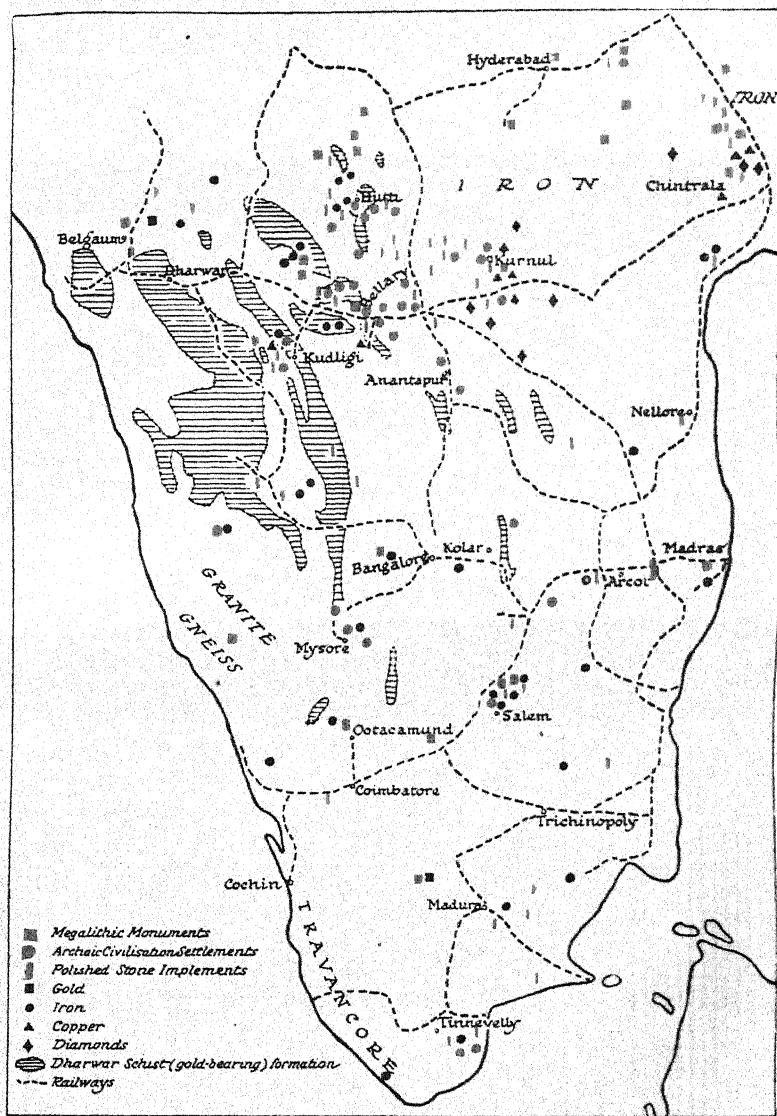 Hyderabad
IRON
IRON
Chintrala
Hutti
Belgaum
Dharwar
Kurnul
Bellary
Kudligi
Anantapur
Nellore
Bangalore
Kolar
Madras
Arcot
GRANITE
GNEISS
Mysore
Salem
Ootacamund
Coimbatore
Trichinopoly
Cochin
Madura
TRAVANCORE
Tinnevelly
Megalithic Monuments
Archaic Civilisation Settlements
Polished Stone Implements
Gold
Iron
Copper
Diamonds
Dharwar Schist (gold-bearing) formation
Railways